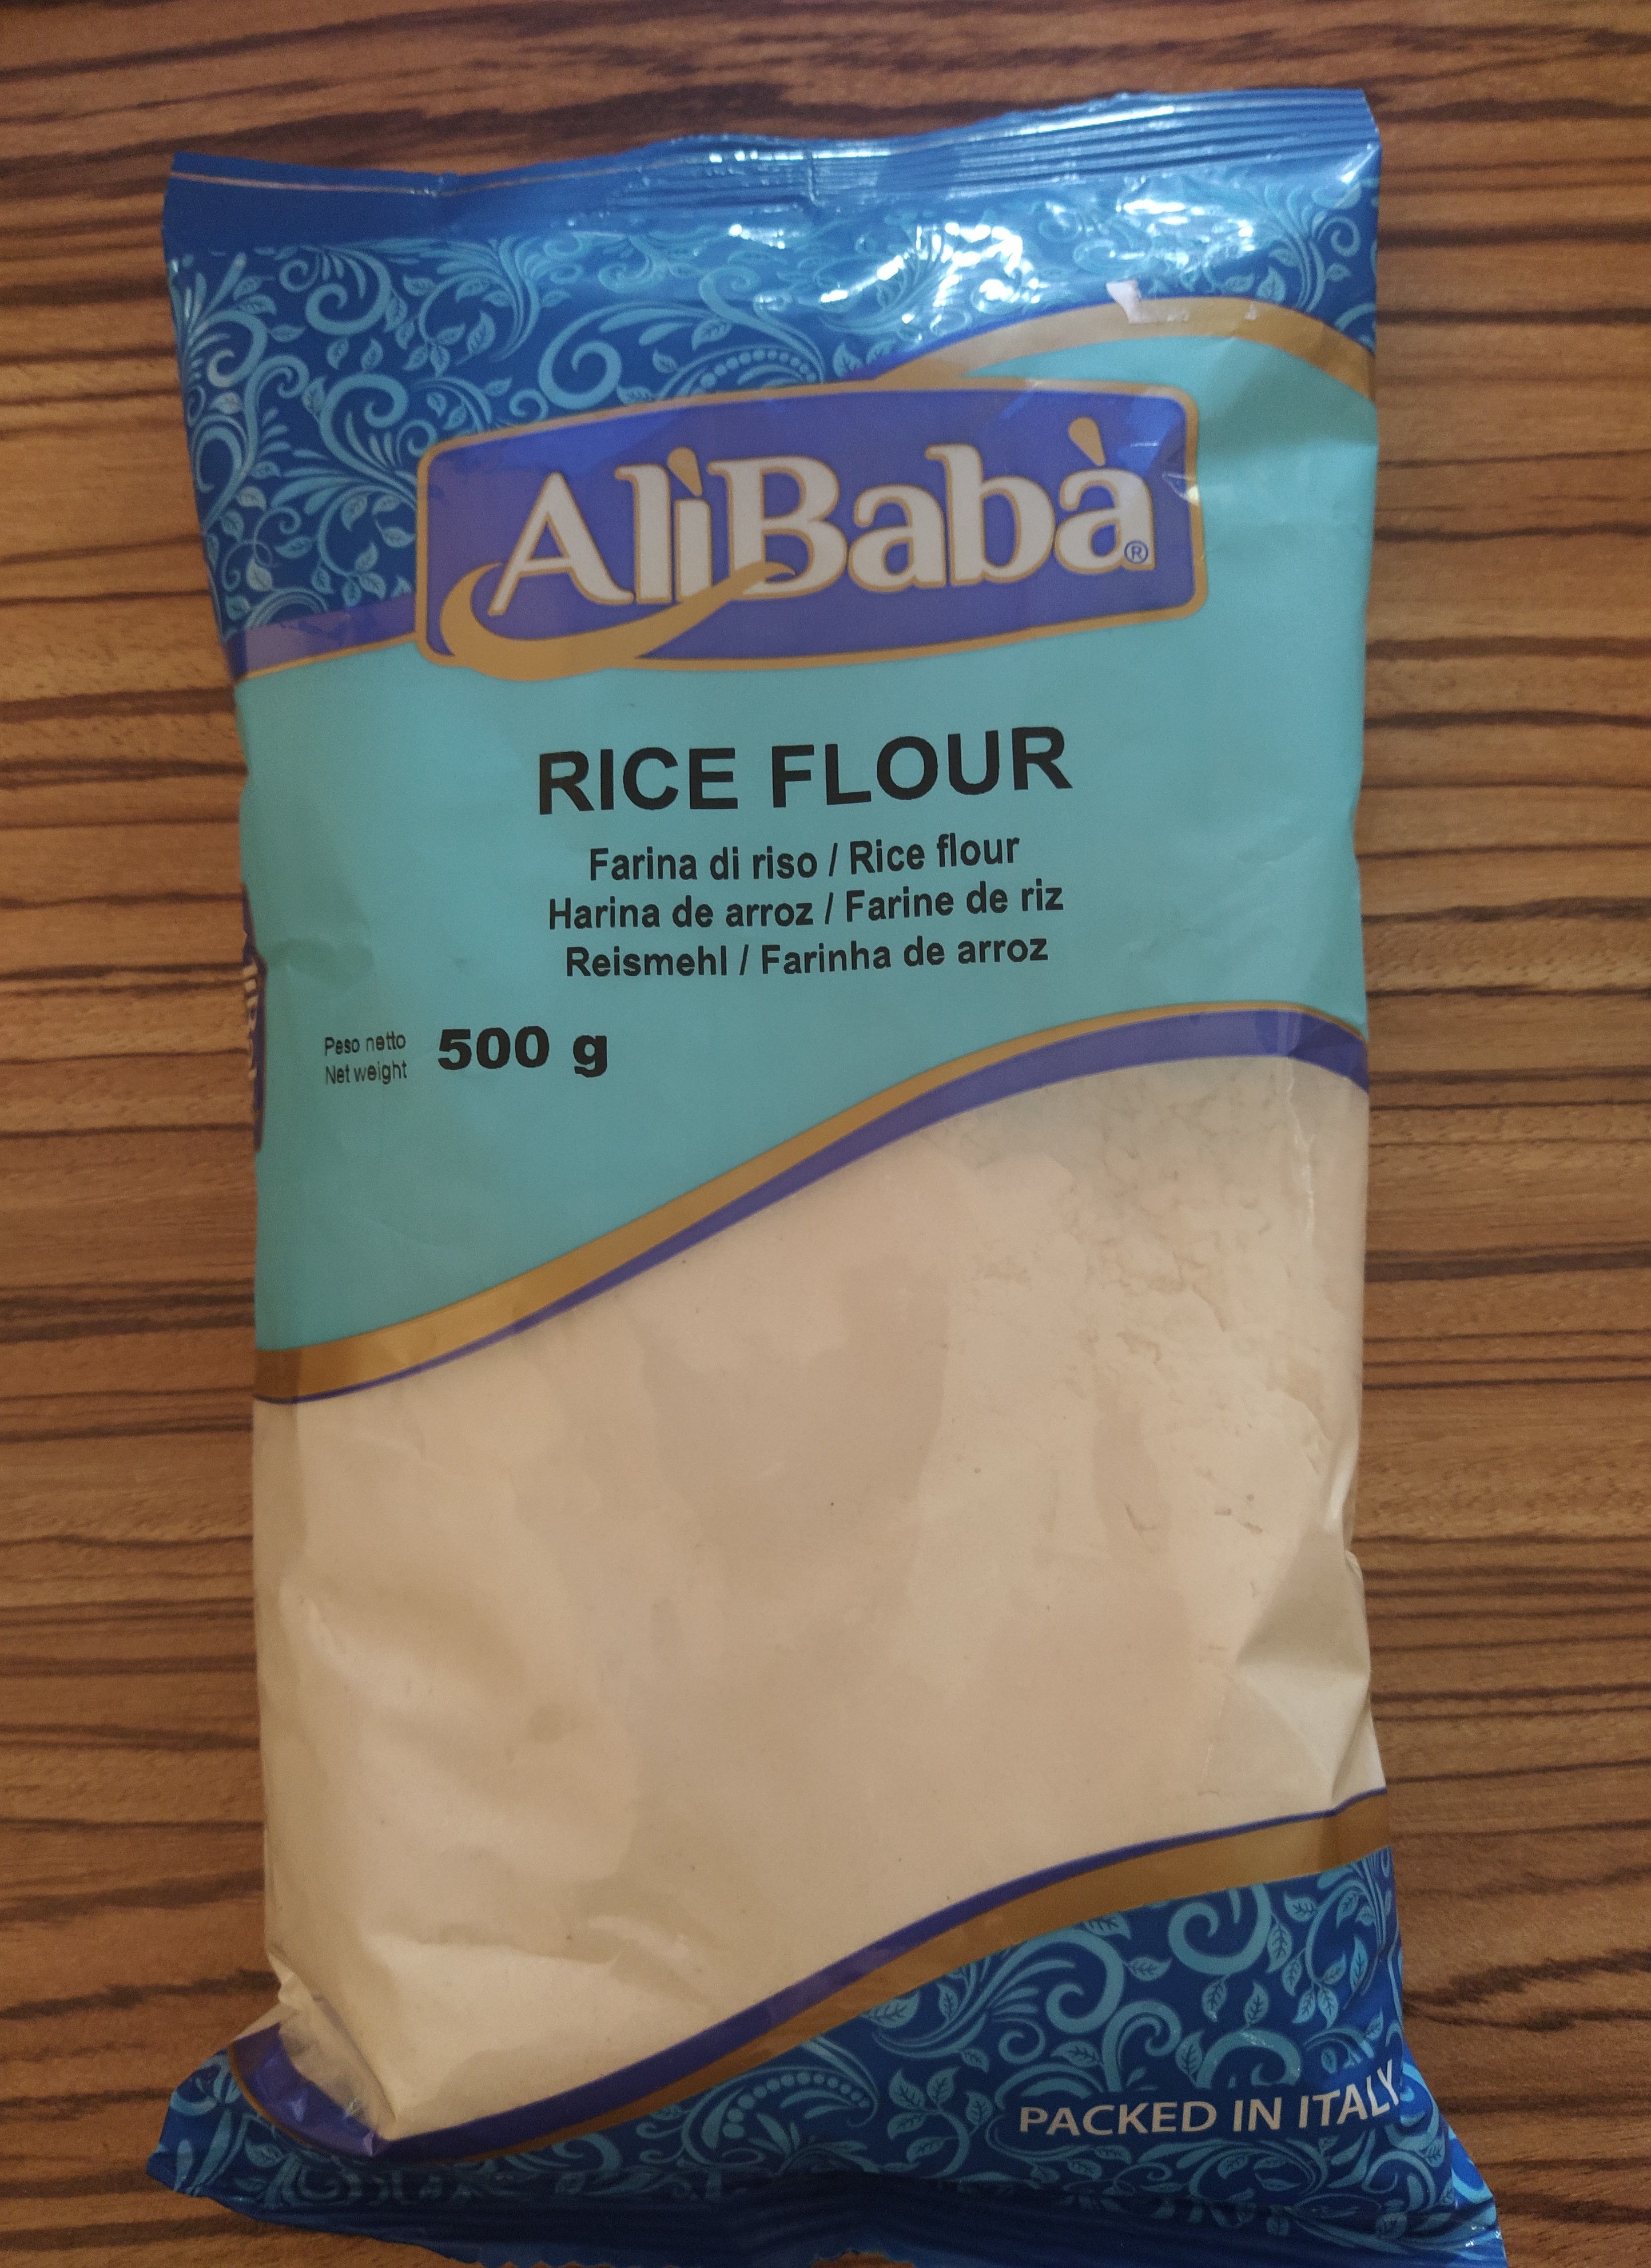 AlìBabà®
RICE FLOUR
Farina di riso / Rice flour
Harina de arroz / Farine de riz
Reismehl / Farinha de arroz
Peso netto
Net weight
500 g
PACKED IN ITALY